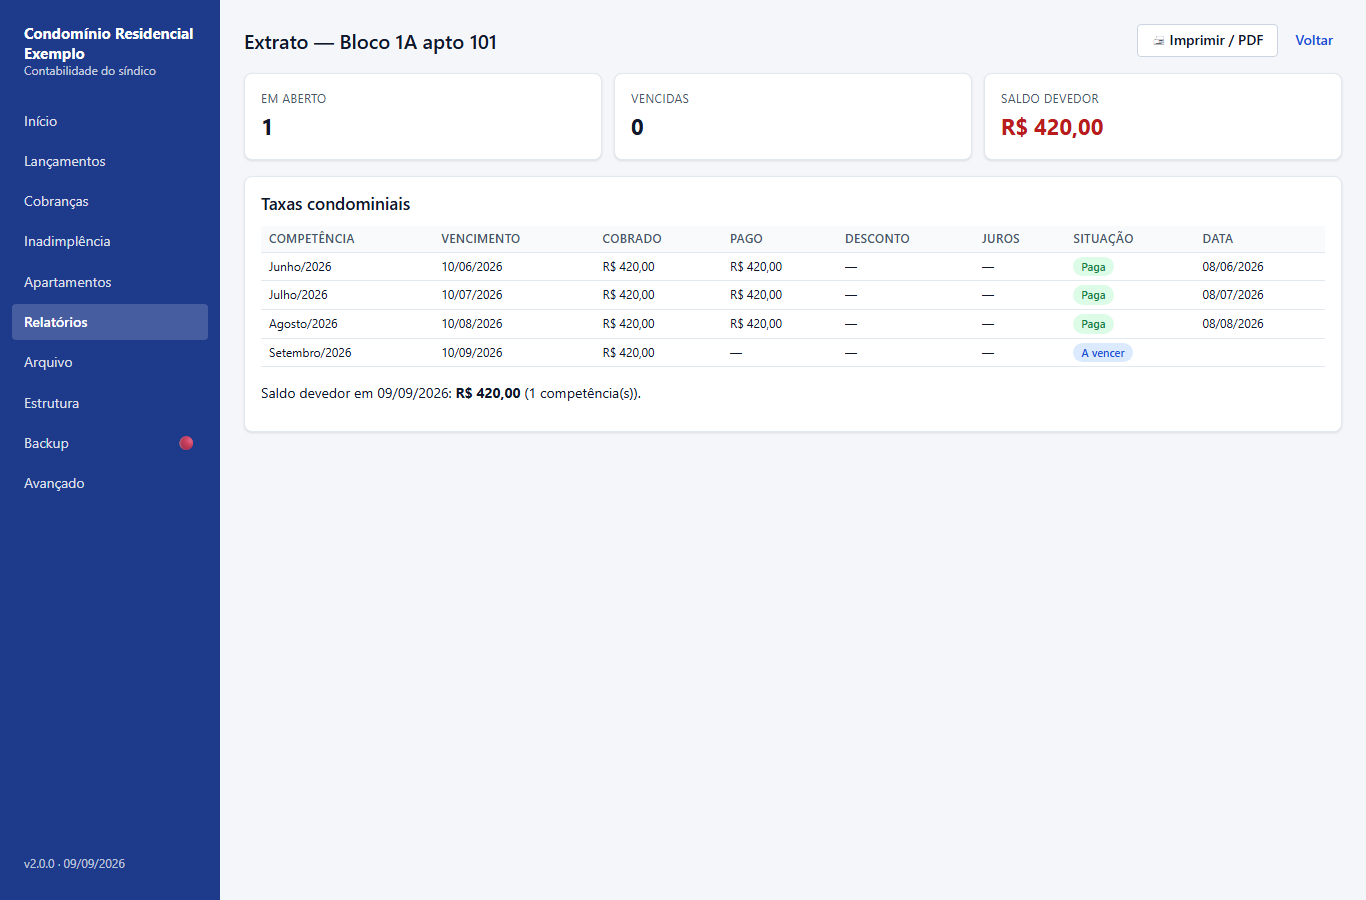 Condomínio Residencial
Exemplo
Contabilidade do síndico
Início
Lançamentos
Cobranças
Inadimplência
Apartamentos
Relatórios
Arquivo
Estrutura
Backup
Avançado
v2.0.0 · 09/09/2026
Extrato — Bloco 1A apto 101
Imprimir / PDF
Voltar
EM ABERTO
1
VENCIDAS
0
SALDO DEVEDOR
R$ 420,00
Taxas condominiais
COMPETÊNCIA VENCIMENTO COBRADO PAGO DESCONTO JUROS SITUAÇÃO DATA
Junho/2026 10/06/2026 R$ 420,00 R$ 420,00 — — Paga 08/06/2026
Julho/2026 10/07/2026 R$ 420,00 R$ 420,00 — — Paga 08/07/2026
Agosto/2026 10/08/2026 R$ 420,00 R$ 420,00 — — Paga 08/08/2026
Setembro/2026 10/09/2026 R$ 420,00 — — — A vencer
Saldo devedor em 09/09/2026: R$ 420,00 (1 competência(s)).